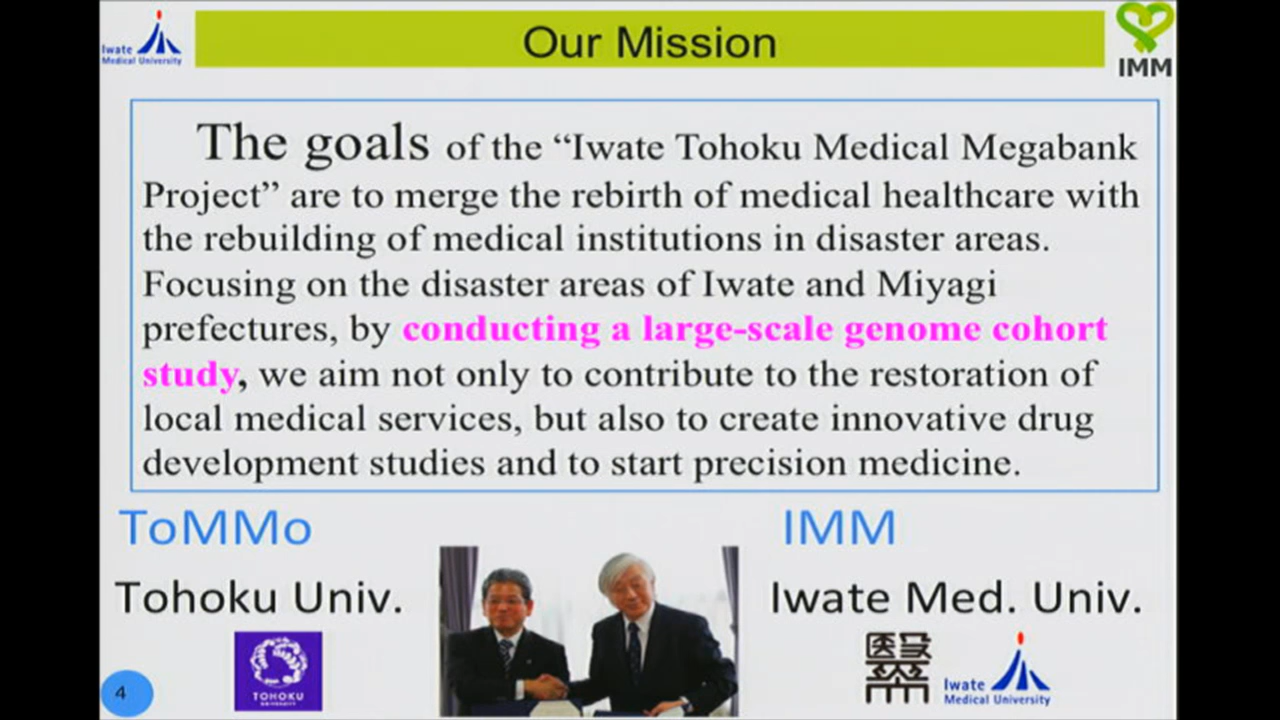 Iwate
Medical University
Our Mission
IMM
The goals of the “Iwate Tohoku Medical Megabank
Project” are to merge the rebirth of medical healthcare with
the rebuilding of medical institutions in disaster areas.
Focusing on the disaster areas of Iwate and Miyagi
prefectures, by conducting a large-scale genome cohort
study, we aim not only to contribute to the restoration of
local medical services, but also to create innovative drug
development studies and to start precision medicine.
ToMMo
IMM
Tohoku Univ.
Iwate Med. Univ.
TOHOKU
UNIVERSITY
醫
Iwate
Medical University
4